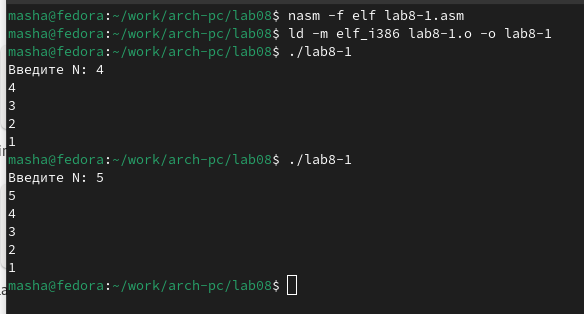 masha@fedora:~/work/arch-pc/lab08$ nasm -f elf lab8-1.asm
masha@fedora:~/work/arch-pc/lab08$ ld -m elf_i386 lab8-1.o -o lab8-1
masha@fedora:~/work/arch-pc/lab08$ ./lab8-1
Введите N: 4
4
3
2
1
masha@fedora:~/work/arch-pc/lab08$ ./lab8-1
Введите N: 5
5
4
3
2
1
masha@fedora:~/work/arch-pc/lab08$